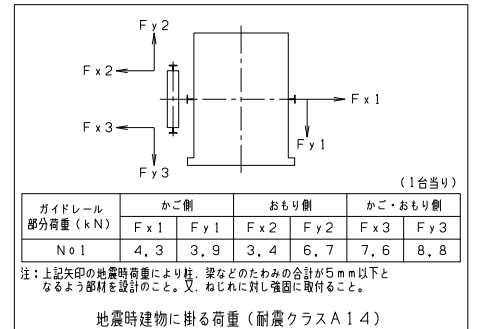 Fy2
Fx2
Fx1
Fx3
Fy1
Fy3
(1台当り)
ガイドレール部分荷重(kN) かご側 おもり側 かご・おもり側
Fx1 Fy1 Fx2 Fy2 Fx3 Fy3
No1 4.3 3.9 3.4 6.7 7.6 8.8
注:上記矢印の地震時荷重により柱、梁などのたわみの合計が5mm以下と
なるよう部材を設計のこと。又、ねじれに対し強固に取付ること。
地震時建物に掛る荷重(耐震クラスA14)